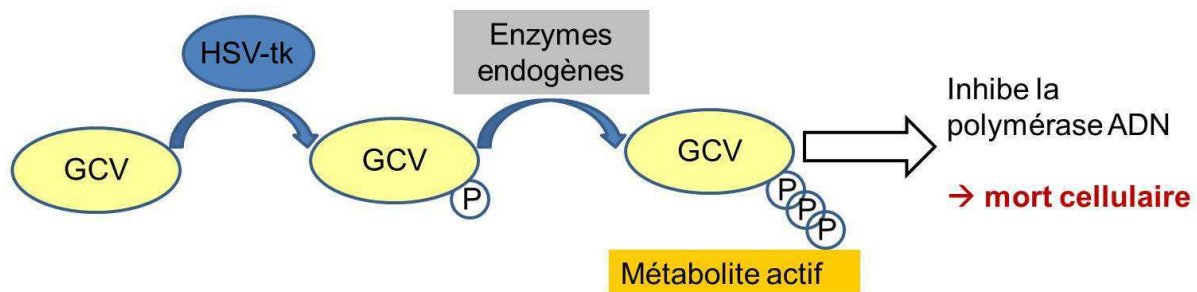 HSV-tk
Enzymes
endogènes
GCV
GCV
P
GCV
P
P
P
Inhibe la
polymérase ADN
→ mort cellulaire
Métabolite actif